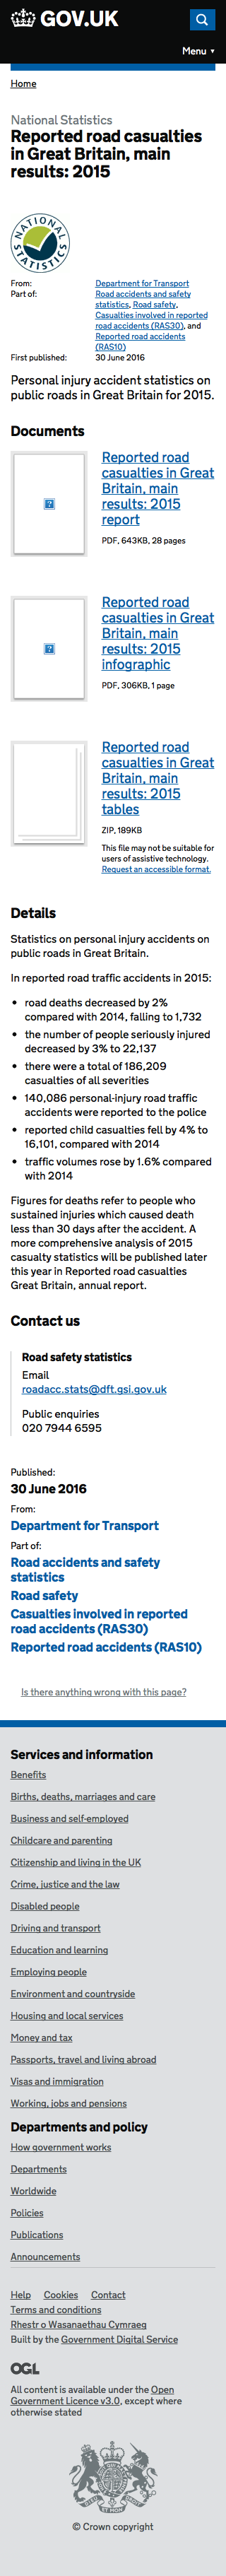 GOV.UK
Menu ▼
Home
National Statistics
Reported road casualties
in Great Britain, main
results: 2015
NATIONAL STATISTICS
From:
Department for Transport
Part of:
Road accidents and safety
statistics, Road safety,
Casualties involved in reported
road accidents (RAS30), and
Reported road accidents
(RAS10)
First published:
30 June 2016
Personal injury accident statistics on
public roads in Great Britain for 2015.
Documents
Reported road
casualties in Great
Britain, main
results: 2015
report
PDF, 643KB, 28 pages
Reported road
casualties in Great
Britain, main
results: 2015
infographic
PDF, 306KB, 1 page
Reported road
casualties in Great
Britain, main
results: 2015
tables
ZIP, 189KB
This file may not be suitable for
users of assistive technology.
Request an accessible format.
Details
Statistics on personal injury accidents on
public roads in Great Britain.
In reported road traffic accidents in 2015:
• road deaths decreased by 2%
compared with 2014, falling to 1,732
• the number of people seriously injured
decreased by 3% to 22,137
• there were a total of 186,209
casualties of all severities
• 140,086 personal-injury road traffic
accidents were reported to the police
• reported child casualties fell by 4% to
16,101, compared with 2014
• traffic volumes rose by 1.6% compared
with 2014
Figures for deaths refer to people who
sustained injuries which caused death
less than 30 days after the accident. A
more comprehensive analysis of 2015
casualty statistics will be published later
this year in Reported road casualties
Great Britain, annual report.
Contact us
Road safety statistics
Email
roadacc.stats@dft.gsi.gov.uk
Public enquiries
020 7944 6595
Published:
30 June 2016
From:
Department for Transport
Part of:
Road accidents and safety
statistics
Road safety
Casualties involved in reported
road accidents (RAS30)
Reported road accidents (RAS10)
Is there anything wrong with this page?
Services and information
Benefits
Births, deaths, marriages and care
Business and self-employed
Childcare and parenting
Citizenship and living in the UK
Crime, justice and the law
Disabled people
Driving and transport
Education and learning
Employing people
Environment and countryside
Housing and local services
Money and tax
Passports, travel and living abroad
Visas and immigration
Working, jobs and pensions
Departments and policy
How government works
Departments
Worldwide
Policies
Publications
Announcements
Help Cookies Contact
Terms and conditions
Rhestr o Wasanaethau Cymraeg
Built by the Government Digital Service
OGL
All content is available under the Open
Government Licence v3.0, except where
otherwise stated
© Crown copyright